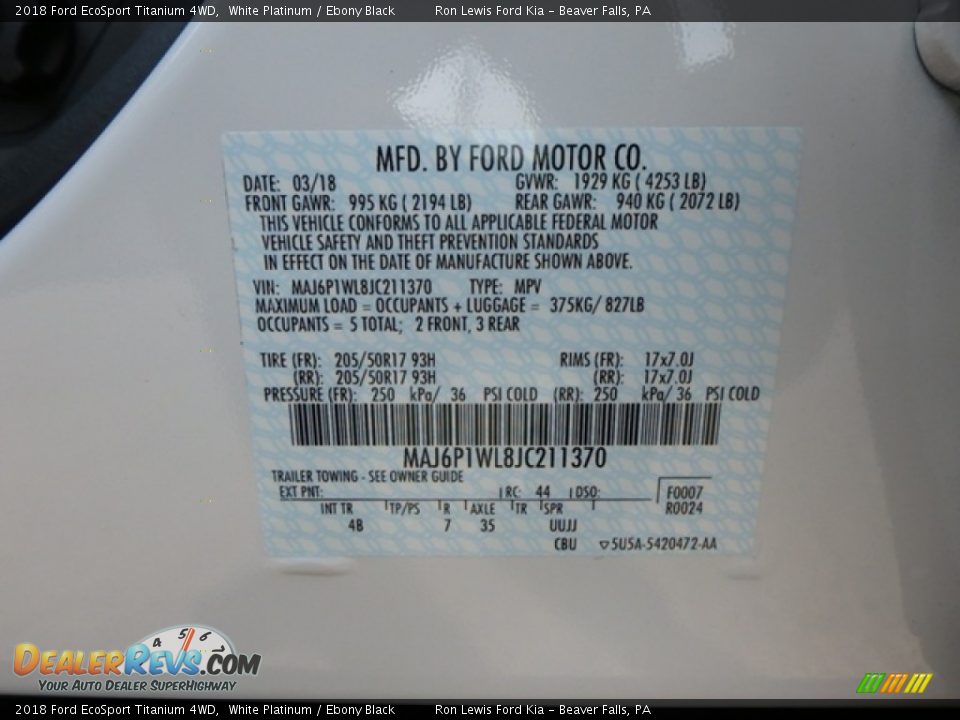 2018 Ford EcoSport Titanium 4WD, White Platinum / Ebony Black Ron Lewis Ford Kia - Beaver Falls, PA
MFD. BY FORD MOTOR CO.
DATE: 03/18 GVWR: 1929 KG ( 4253 LB)
FRONT GAWR: 995 KG ( 2194 LB) REAR GAWR: 940 KG ( 2072 LB)
THIS VEHICLE CONFORMS TO ALL APPLICABLE FEDERAL MOTOR
VEHICLE SAFETY AND THEFT PREVENTION STANDARDS
IN EFFECT ON THE DATE OF MANUFACTURE SHOWN ABOVE.
VIN: MAJ6P1WL8JC211370 TYPE: MPV
MAXIMUM LOAD = OCCUPANTS + LUGGAGE = 375KG/ 827LB
OCCUPANTS = 5 TOTAL; 2 FRONT, 3 REAR
TIRE (FR): 205/50R17 93H RIMS (FR): 17x7.0J
(RR): 205/50R17 93H (RR): 17x7.0J
PRESSURE (FR): 250 kPa/ 36 PSI COLD (RR): 250 kPa/ 36 PSI COLD
MAJ6P1WL8JC211370
TRAILER TOWING - SEE OWNER GUIDE
EXT PNT: RC: 44 DSO: F0007
INT TR TP/PS R AXLE TR SPR R0024
4B 7 35 UUJJ
CBU 5U5A-5420472-AA
4 5 6 7
DealerRevs.com
Your Auto Dealer SuperHighway
2018 Ford EcoSport Titanium 4WD, White Platinum / Ebony Black Ron Lewis Ford Kia - Beaver Falls, PA